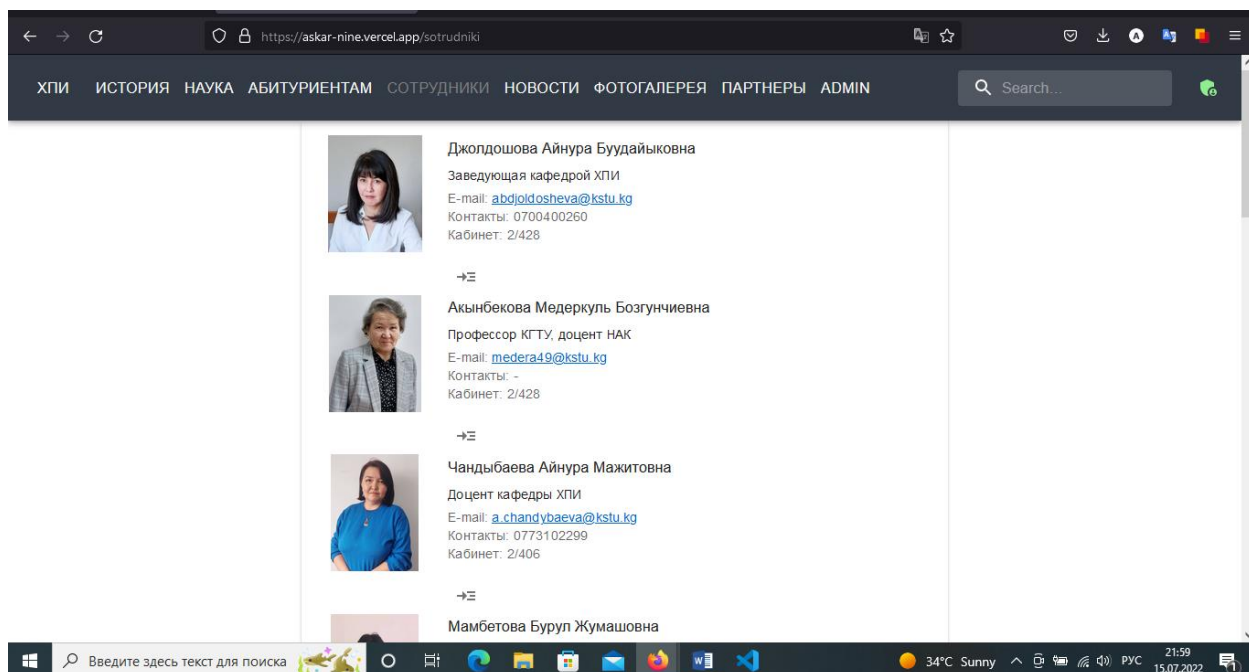 https://askar-nine.vercel.app/sotrudniki
ХПИ ИСТОРИЯ НАУКА АБИТУРИЕНТАМ СОТРУДНИКИ НОВОСТИ ФОТОГАЛЕРЕЯ ПАРТНЕРЫ ADMIN Search...
Джолдошова Айнура Буудайыковна
Заведующая кафедрой ХПИ
E-mail: abdjoldosheva@kstu.kg
Контакты: 0700400260
Кабинет: 2/428
Акынбекова Медеркуль Бозгунчиевна
Профессор КГТУ, доцент НАК
E-mail: medera49@kstu.kg
Контакты: -
Кабинет: 2/428
Чандыбаева Айнура Мажитовна
Доцент кафедры ХПИ
E-mail: a.chandybaeva@kstu.kg
Контакты: 0773102299
Кабинет: 2/406
Мамбетова Бурул Жумашовна
Введите здесь текст для поиска
34°C Sunny РУС 21:59
15.07.2022